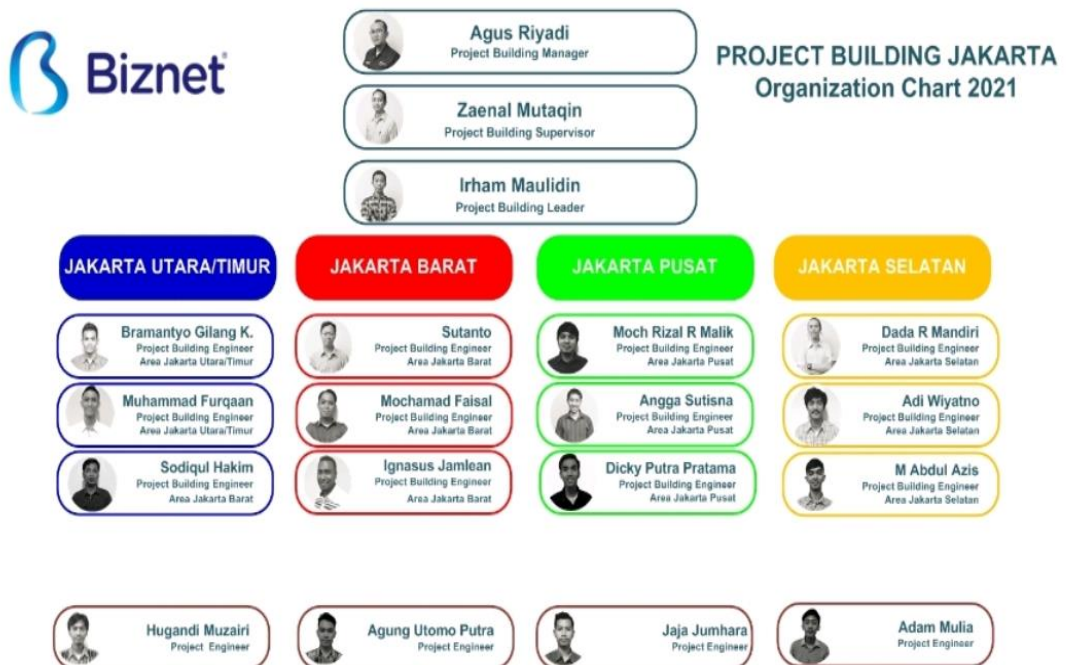 Biznet
PROJECT BUILDING JAKARTA
Organization Chart 2021
Agus Riyadi
Project Building Manager
Zaenal Mutaqin
Project Building Supervisor
Irham Maulidin
Project Building Leader
JAKARTA UTARA/TIMUR
Bramantyo Gilang K.
Project Building Engineer
Area Jakarta Utara/Timur
Muhammad Furqaan
Project Building Engineer
Area Jakarta Utara/Timur
Sodiqul Hakim
Project Building Engineer
Area Jakarta Barat
JAKARTA BARAT
Sutanto
Project Building Engineer
Area Jakarta Barat
Mochamad Faisal
Project Building Engineer
Area Jakarta Barat
Ignasus Jamlean
Project Building Engineer
Area Jakarta Barat
JAKARTA PUSAT
Moch Rizal R Malik
Project Building Engineer
Area Jakarta Pusat
Angga Sutisna
Project Building Engineer
Area Jakarta Pusat
Dicky Putra Pratama
Project Building Engineer
Area Jakarta Pusat
JAKARTA SELATAN
Dada R Mandiri
Project Building Engineer
Area Jakarta Selatan
Adi Wiyatno
Project Building Engineer
Area Jakarta Selatan
M Abdul Azis
Project Building Engineer
Area Jakarta Selatan
Hugandi Muzairi
Project Engineer
Agung Utomo Putra
Project Engineer
Jaja Jumhara
Project Engineer
Adam Mulia
Project Engineer